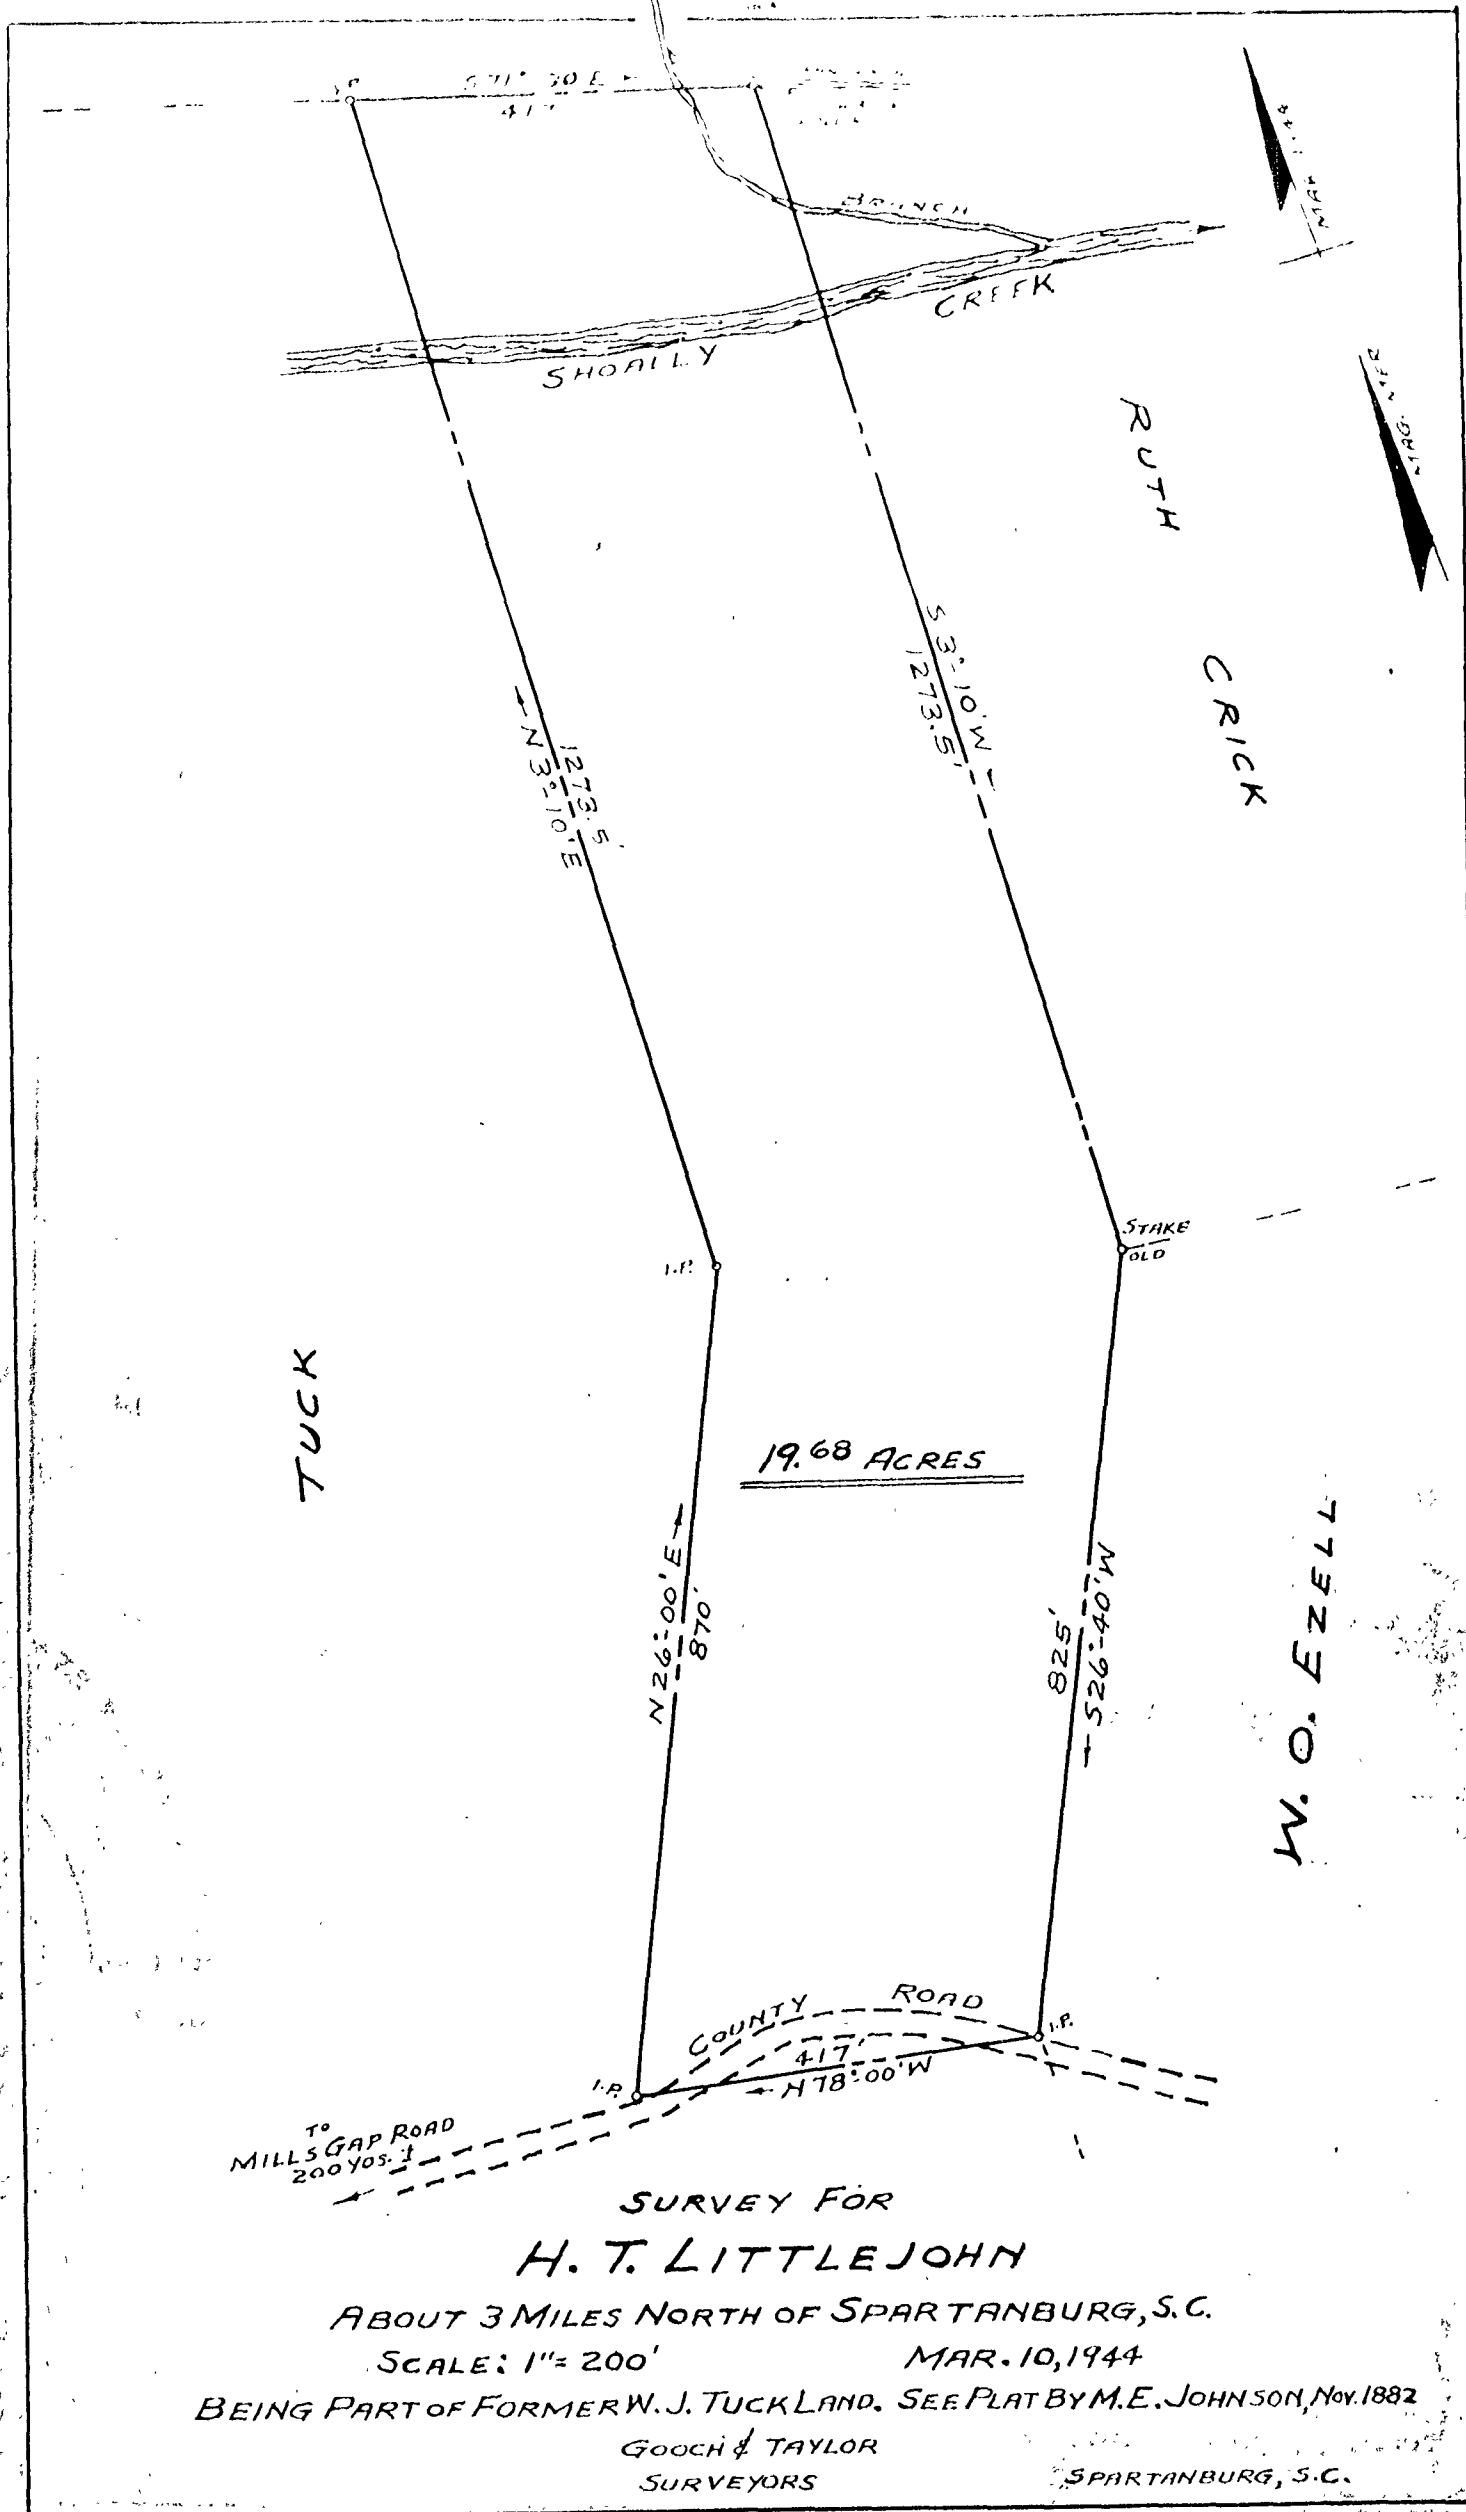 I.P.
S 71° 30 E
417
BRANCH
CREEK
SHOALLY
MAG. MER
RUTH
CRICK
S 3°-10' W
1273.5'
1273.5'
N 3°-10' E
STAKE
OLD
I.P.
TUCK
19.68 ACRES
N 26°-00' E
870'
825'
S 26°-40' W
W. O. EZELL
COUNTY ROAD
I.P.
417'
N 78°-00' W
I.P.
TO
MILLS GAP ROAD
200 YDS. ±
SURVEY FOR
H. T. LITTLEJOHN
ABOUT 3 MILES NORTH OF SPARTANBURG, S.C.
SCALE: 1"= 200' MAR. 10, 1944
BEING PART OF FORMER W. J. TUCK LAND. SEE PLAT BY M. E. JOHNSON, NOV. 1882
GOOCH & TAYLOR
SURVEYORS SPARTANBURG, S.C.